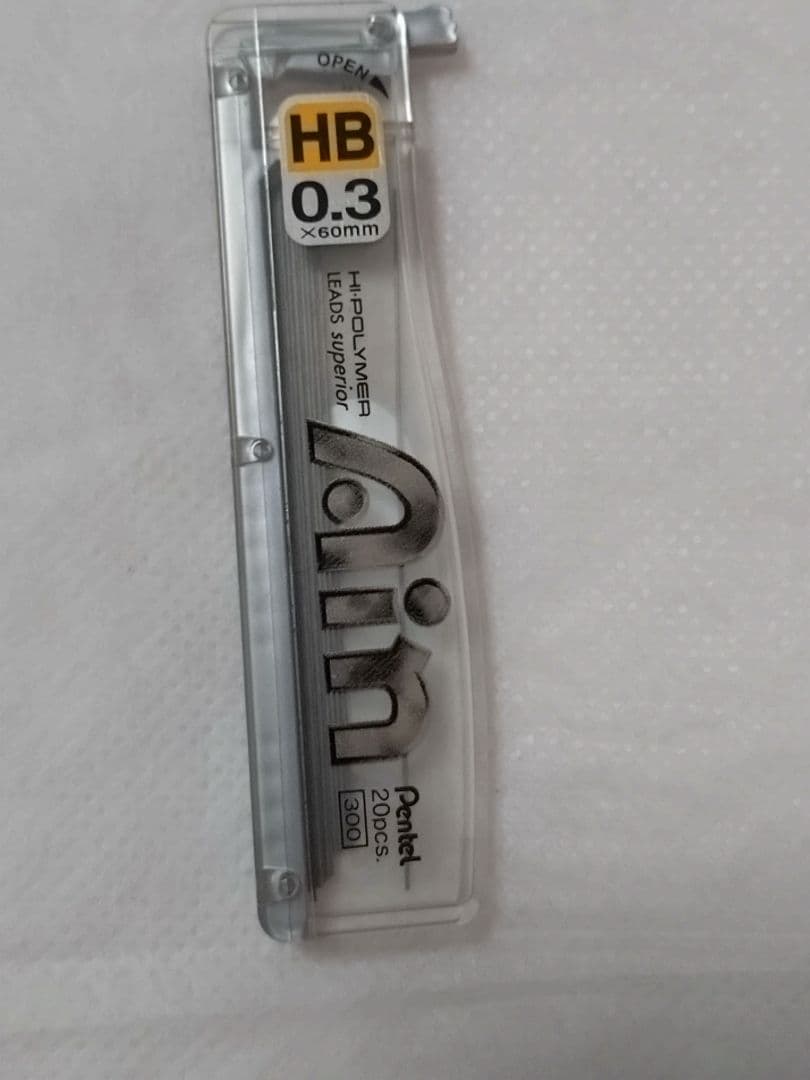 OPEN
HB
0.3
×60mm
HI-POLYMER
LEADS superior
Ain
Pentel
20pcs.
300